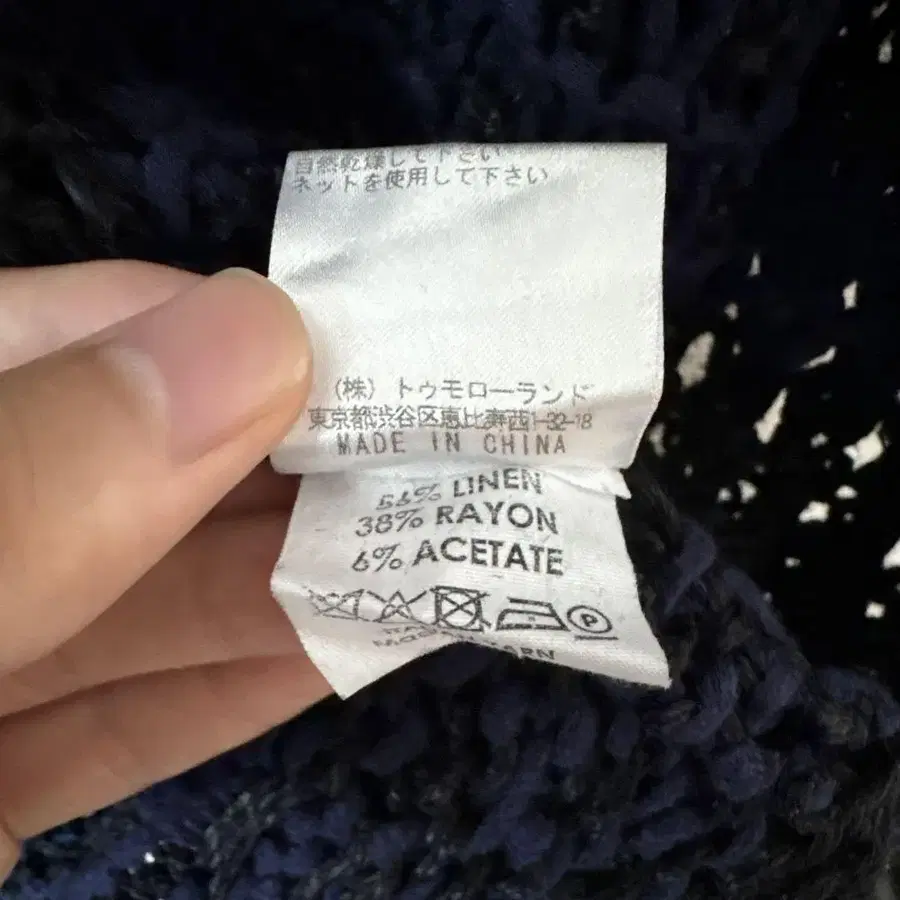 自然乾燥して下さい
ネットを使用して下さい
(株) トゥモローランド
東京都渋谷区恵比寿西1-32-18
MADE IN CHINA
56% LINEN
38% RAYON
6% ACETATE
P